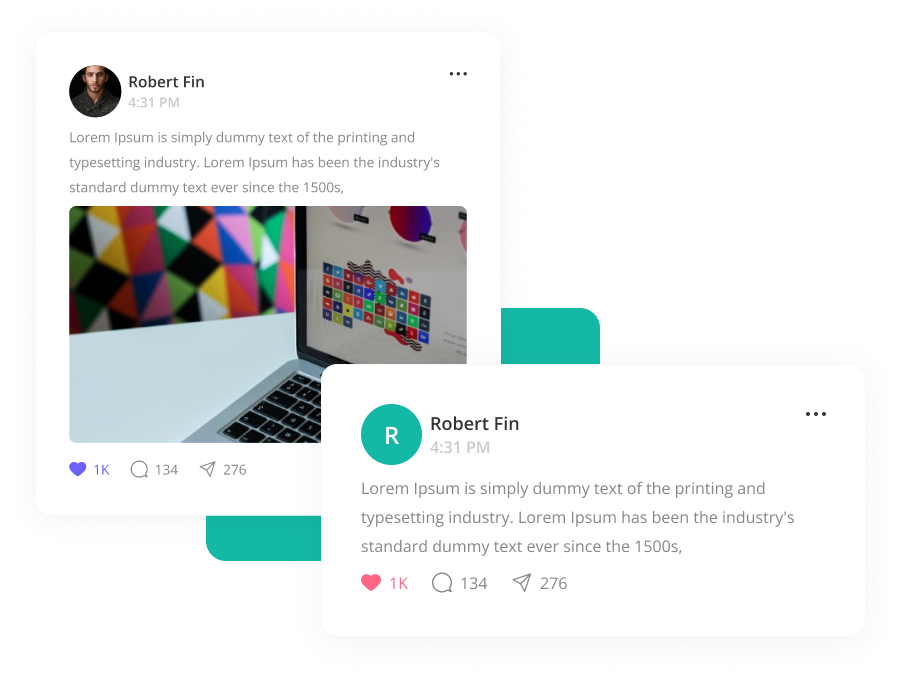 Robert Fin
4:31 PM
Lorem Ipsum is simply dummy text of the printing and
typesetting industry. Lorem Ipsum has been the industry's
standard dummy text ever since the 1500s,
1K 134 276
R
Robert Fin
4:31 PM
Lorem Ipsum is simply dummy text of the printing and
typesetting industry. Lorem Ipsum has been the industry's
standard dummy text ever since the 1500s,
1K 134 276